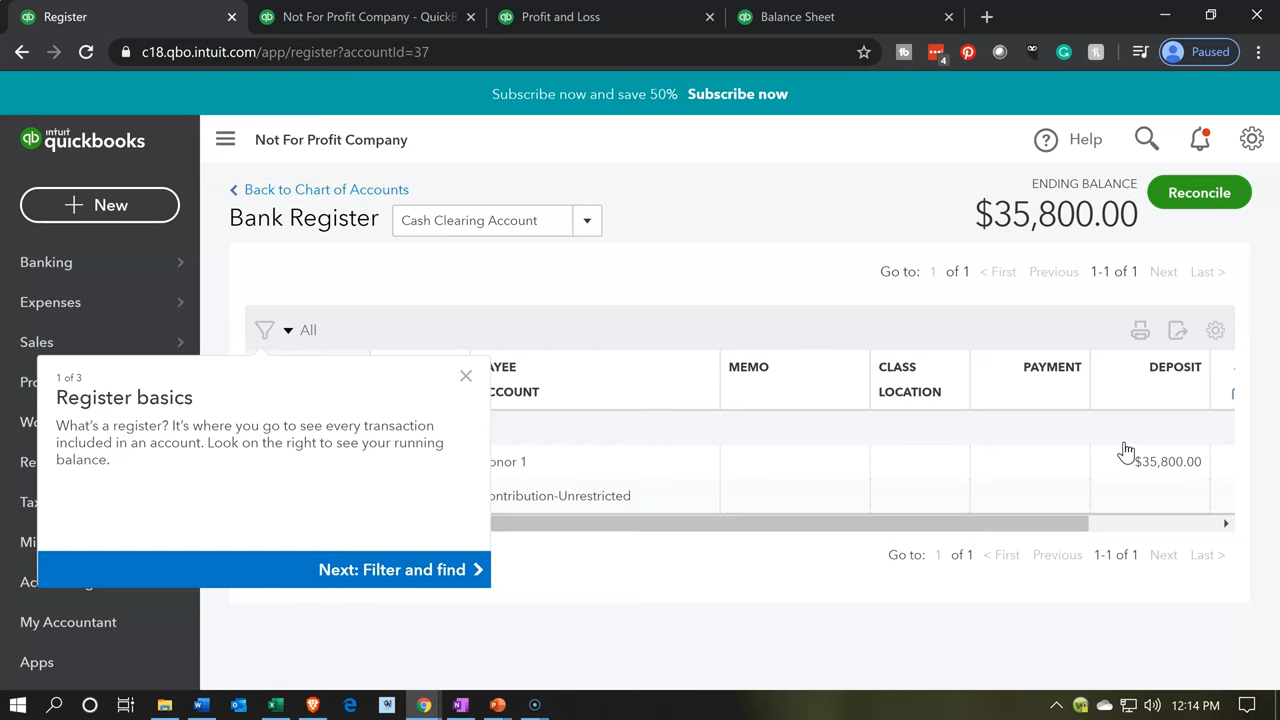 Register
Not For Profit Company - QuickB
Profit and Loss
Balance Sheet
c18.qbo.intuit.com/app/register?accountId=37
4
Paused
Subscribe now and save 50% Subscribe now
intuit
quickbooks
Not For Profit Company
Help
New
Back to Chart of Accounts
ENDING BALANCE
Reconcile
Bank Register
Cash Clearing Account
$35,800.00
Banking
Expenses
Sales
Go to: 1 of 1 < First Previous 1-1 of 1 Next Last >
All
AYEE
MEMO
CLASS
PAYMENT
DEPOSIT
CCOUNT
LOCATION
1 of 3
Register basics
What's a register? It's where you go to see every transaction
included in an account. Look on the right to see your running
balance.
Next: Filter and find
Pr
Wo
Re
Tax
Mi
Ac
onor 1
$35,800.00
ontribution-Unrestricted
Go to: 1 of 1 < First Previous 1-1 of 1 Next Last >
My Accountant
Apps
12:14 PM